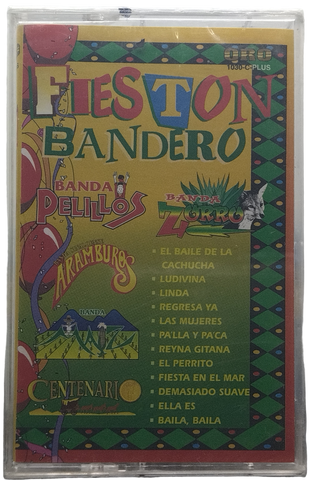 1030-C-PLUS
FIESTON
BANDERO
BANDA
PELILLOS
BANDA
ZORRO
ARAMBUROS
BANDA
CENTENARIO
• EL BAILE DE LA
CACHUCHA
• LUDIVINA
• LINDA
• REGRESA YA
• LAS MUJERES
• PA'LLA Y PA'CA
• REYNA GITANA
• EL PERRITO
• FIESTA EN EL MAR
• DEMASIADO SUAVE
• ELLA ES
• BAILA, BAILA